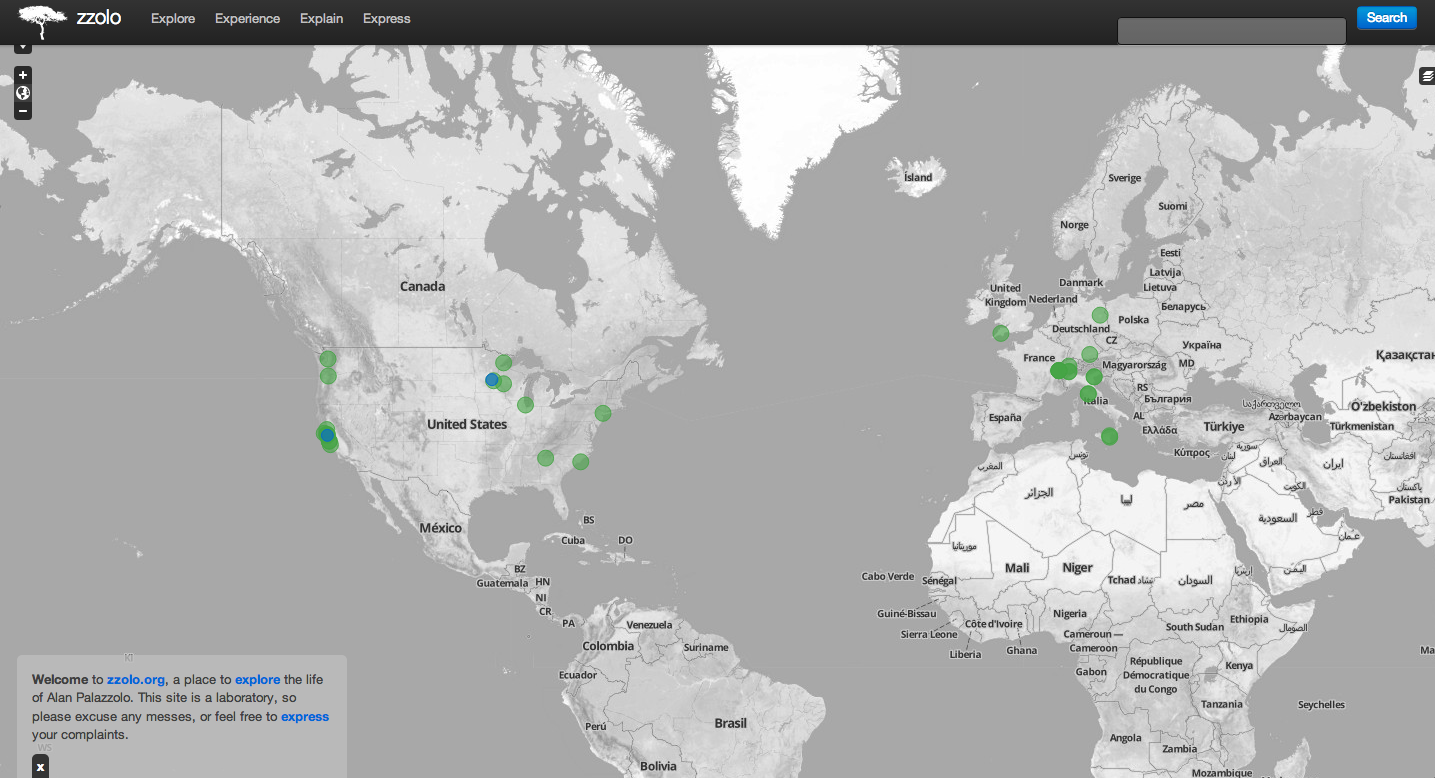 zzolo
Explore Experience Explain Express
Search
Ísland
Sverige
Suomi
Norge
Eesti
Latvija
Lietuva
Danmark
United
Kingdom
Nederland
Беларусь
Polska
Deutschland
CZ
Україна
Canada
France
Magyarország
MD
Қазақстан
RS
България
Italia
O'zbekiston
საქართველო
AL
España
Ελλάδα
Türkiye
Azərbaycan
Türkmenistan
United States
Κύπρος
سوريا
لبنان
العراق
ایران
افغانستان
المغرب
تونس
الأردن
الكويت
پاکستان
Pakistan
الجزائر
ليبيا
مصر
السعودية
قطر
عمان
México
BS
Cuba
DO
موريتانيا
Mali
Niger
Tchad تشاد
السودان
إرتريا
اليمن
BZ
Guatemala
HN
NI
CR
PA
Cabo Verde
Sénégal
Guiné-Bissau
Sierra Leone
Liberia
Côte d'Ivoire
Ghana
Nigeria
Cameroun —
Cameroon
South Sudan
Ethiopia
الصومال
Venezuela
Colombia
Suriname
Ecuador
Gabon
République
Démocratique
du Congo
Kenya
Ma
Perú
Brasil
Tanzania
Seychelles
Angola
Zambia
Bolivia
Mozambique
KI
Welcome to zzolo.org, a place to explore the life
of Alan Palazzolo. This site is a laboratory, so
please excuse any messes, or feel free to express
your complaints.
WS
x